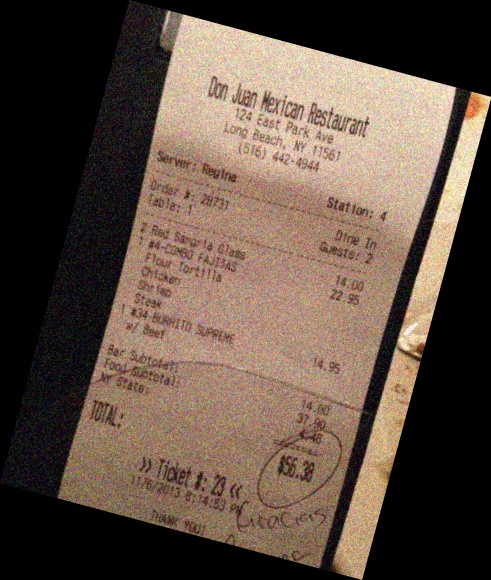 Don Juan Mexican Restaurant
124 East Park Ave
Long Beach, NY 11561
(516) 442-4944
Server: Regina Station: 4
Order #: 28731 Dine In
Table: 1 Guests: 2
2 Red Sangria Glass 14.00
1 #4-COMBO FAJITAS 22.95
Flour Tortilla
Chicken
Shrimp
Steak
1 #34-BURRITO SUPREME 14.95
w/ Beef
Bar Subtotal: 14.00
Food Subtotal: 37.90
NY State: 4.48
TOTAL: $56.38
>> Ticket #: 29 <<
11/6/2013 8:14:53 PM
THANK YOU!
Gracias